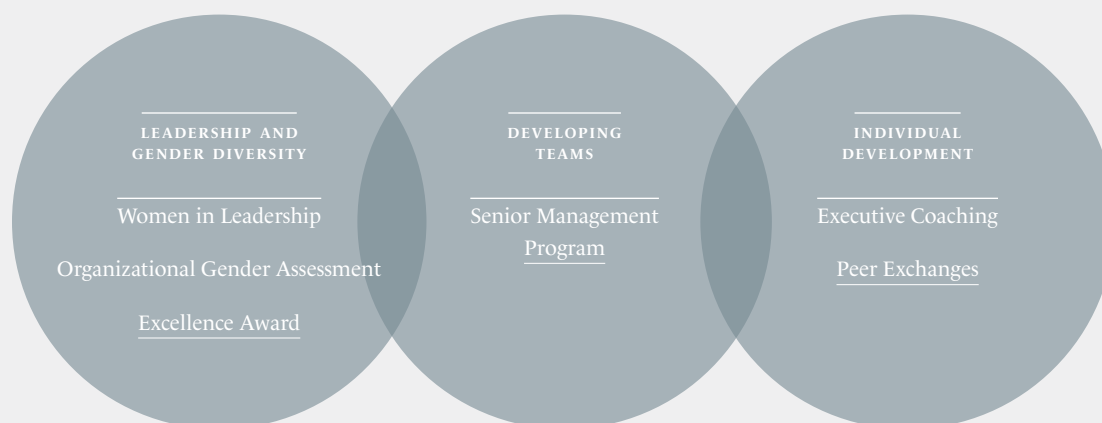 LEADERSHIP AND
GENDER DIVERSITY
Women in Leadership
Organizational Gender Assessment
Excellence Award
DEVELOPING
TEAMS
Senior Management
Program
INDIVIDUAL
DEVELOPMENT
Executive Coaching
Peer Exchanges